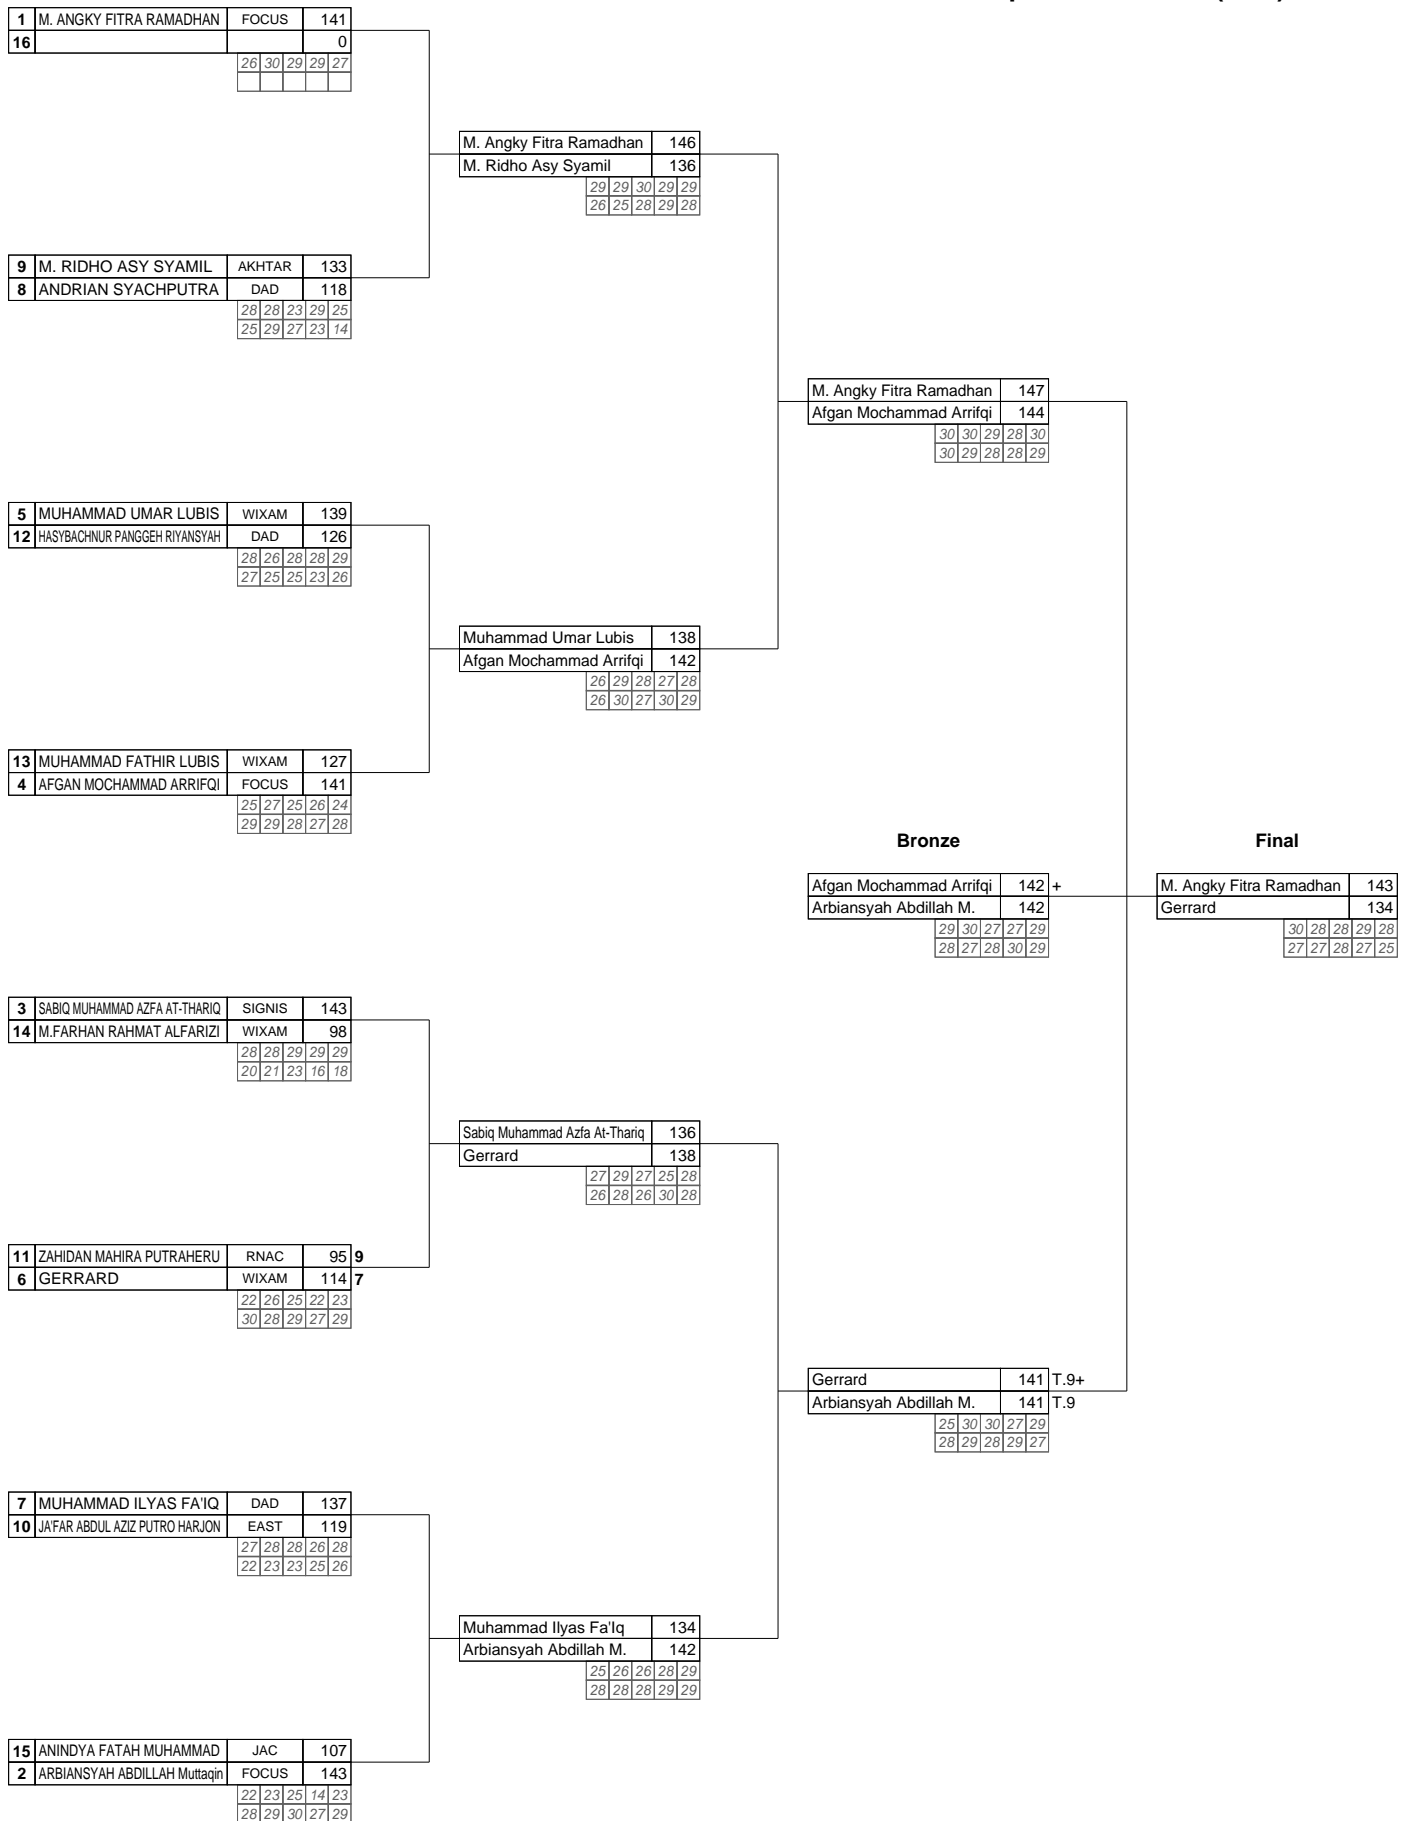 1 M. ANGKY FITRA RAMADHAN FOCUS 141
16 0
26 30 29 29 27
M. Angky Fitra Ramadhan 146
M. Ridho Asy Syamil 136
29 29 30 29 29
26 25 28 29 28
9 M. RIDHO ASY SYAMIL AKHTAR 133
8 ANDRIAN SYACHPUTRA DAD 118
28 28 23 29 25
25 29 27 23 14
M. Angky Fitra Ramadhan 147
Afgan Mochammad Arrifqi 144
30 30 29 28 30
30 29 28 28 29
5 MUHAMMAD UMAR LUBIS WIXAM 139
12 HASYBACHNUR PANGGEH RIYANSYAH DAD 126
28 26 28 28 29
27 25 25 23 26
Muhammad Umar Lubis 138
Afgan Mochammad Arrifqi 142
26 29 28 27 28
26 30 27 30 29
13 MUHAMMAD FATHIR LUBIS WIXAM 127
4 AFGAN MOCHAMMAD ARRIFQI FOCUS 141
25 27 25 26 24
29 29 28 27 28
Bronze Final
Afgan Mochammad Arrifqi 142 + M. Angky Fitra Ramadhan 143
Arbiansyah Abdillah M. 142 Gerrard 134
29 30 27 27 29 30 28 28 29 28
28 27 28 30 29 27 27 28 27 25
3 SABIQ MUHAMMAD AZFA AT-THARIQ SIGNIS 143
14 M.FARHAN RAHMAT ALFARIZI WIXAM 98
28 28 29 29 29
20 21 23 16 18
Sabiq Muhammad Azfa At-Thariq 136
Gerrard 138
27 29 27 25 28
26 28 26 30 28
11 ZAHIDAN MAHIRA PUTRAHERU RNAC 95 9
6 GERRARD WIXAM 114 7
22 26 25 22 23
30 28 29 27 29
Gerrard 141 T.9+
Arbiansyah Abdillah M. 141 T.9
25 30 30 27 29
28 29 28 29 27
7 MUHAMMAD ILYAS FA'IQ DAD 137
10 JA'FAR ABDUL AZIZ PUTRO HARJON EAST 119
27 28 28 26 28
22 23 23 25 26
Muhammad Ilyas Fa'Iq 134
Arbiansyah Abdillah M. 142
25 26 26 28 29
28 28 28 29 29
15 ANINDYA FATAH MUHAMMAD JAC 107
2 ARBIANSYAH ABDILLAH Muttaqin FOCUS 143
22 23 25 14 23
28 29 30 27 29